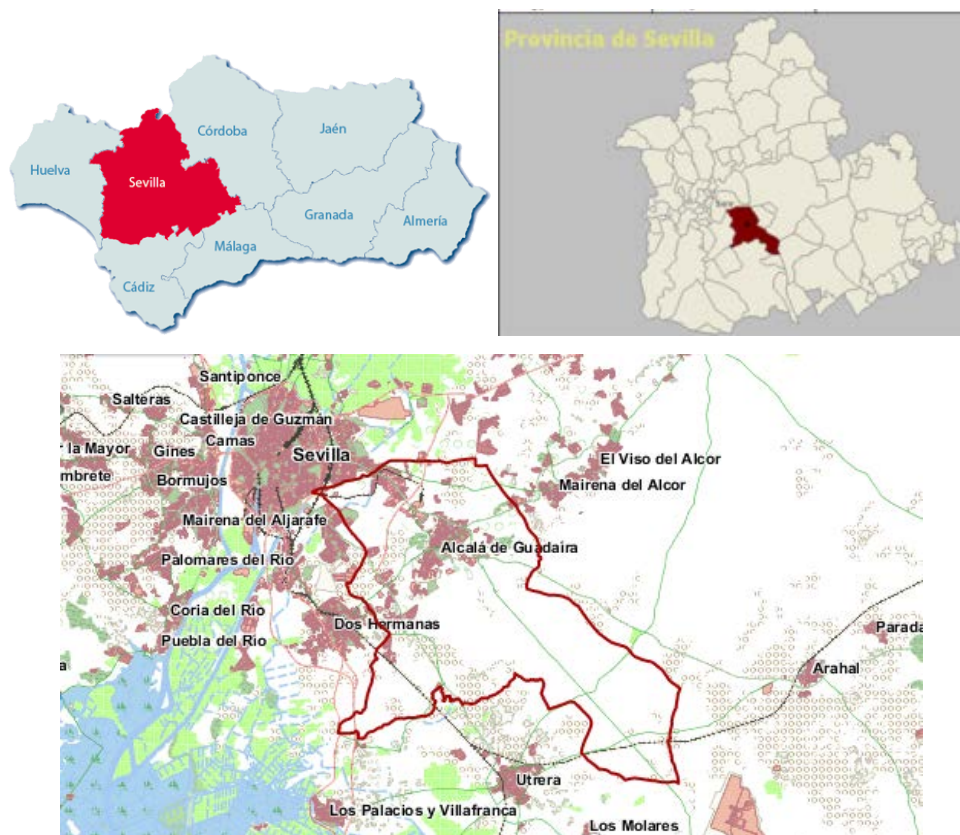 Córdoba
Jaén
Huelva
Sevilla
Granada
Almería
Málaga
Cádiz
Provincia de Sevilla
Santiponce
Salteras
Castilleja de Guzmán
Camas
r la Mayor
Gines
Sevilla
El Viso del Alcor
mbrete
Bormujos
Mairena del Alcor
Mairena del Aljarafe
Alcalá de Guadaira
Palomares del Río
Coria del Río
Dos Hermanas
Puebla del Río
Parada
a
Arahal
Utrera
Los Palacios y Villafranca
Los Molares